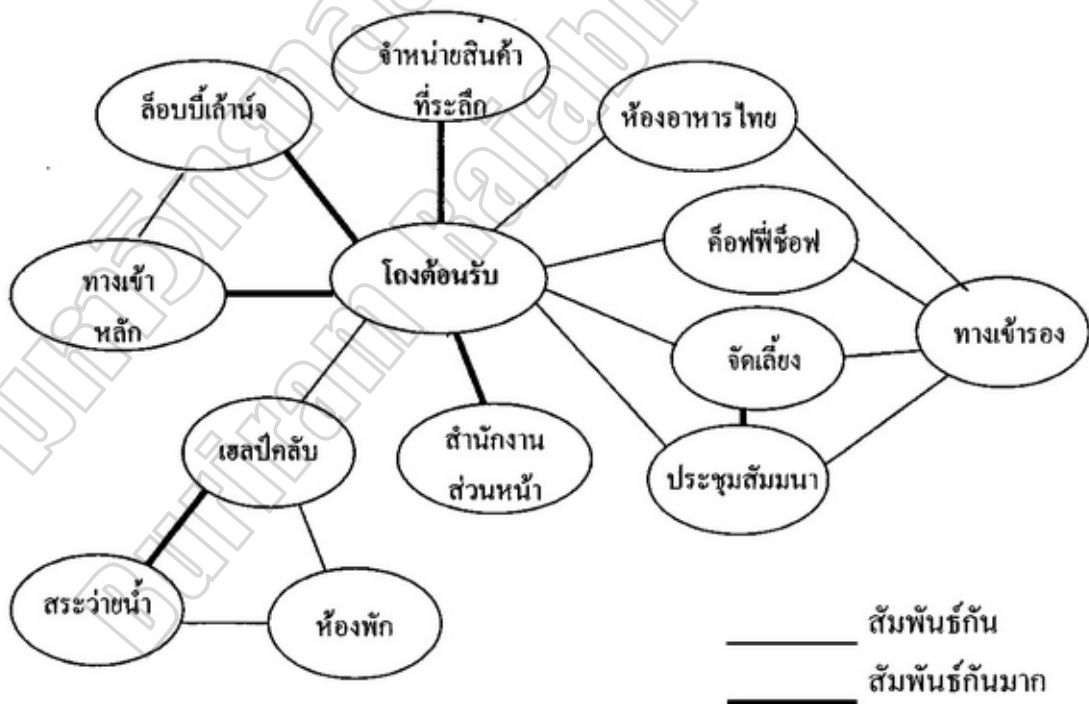 จำหน่ายสินค้า
ที่ระลึก
ล็อบบี้เล้าน์จ
ห้องอาหารไทย
ค็อฟฟี่ช็อฟ
โถงต้อนรับ
ทางเข้า
หลัก
ทางเข้ารอง
จัดเลี้ยง
เฮลป์คลับ
สำนักงาน
ส่วนหน้า
ประชุมสัมมนา
สระว่ายน้ำ
ห้องพัก
สัมพันธ์กัน
สัมพันธ์กันมาก